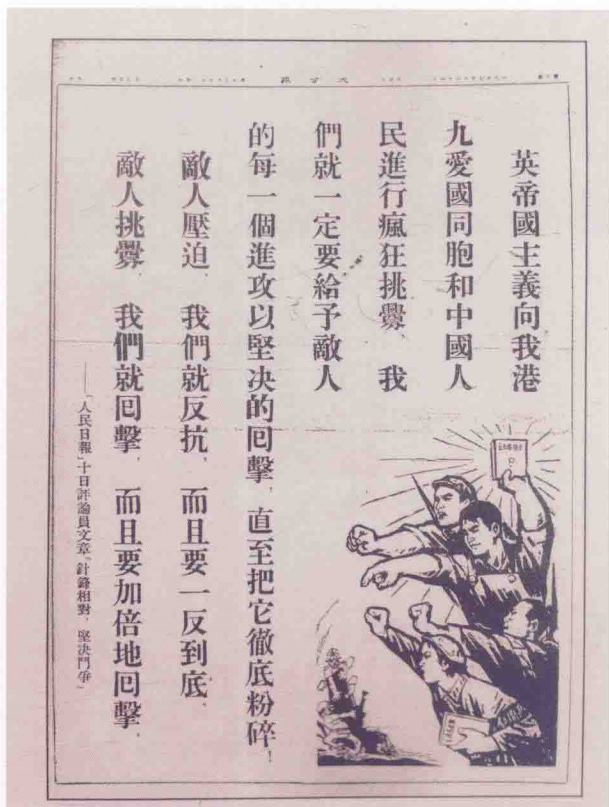 大公報
英帝國主義向我港
九愛國同胞和中國人
民進行瘋狂挑釁，我
們就一定要給予敵人
的每一個進攻以堅决的回擊，直至把它徹底粉碎！
敵人壓迫，我們就反抗，而且要一反到底，
敵人挑釁，我們就回擊，而且要加倍地回擊，
——「人民日報」十日評論員文章「針鋒相對，堅决鬥爭」